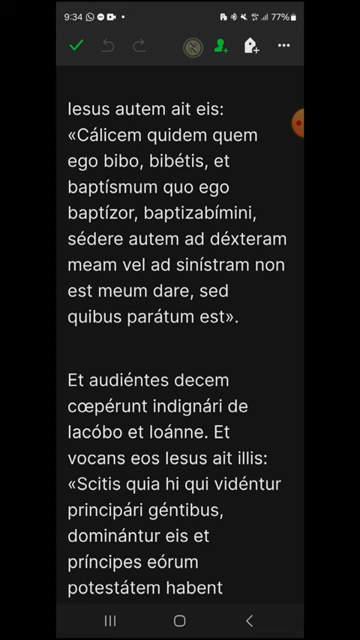 9:34 77%
Iesus autem ait eis:
«Cálicem quidem quem
ego bibo, bibétis, et
baptísmum quo ego
baptízor, baptizabímini,
sédere autem ad déxteram
meam vel ad sinístram non
est meum dare, sed
quibus parátum est».
Et audiéntes decem
cœpérunt indignári de
Iacóbo et Ioánne. Et
vocans eos Iesus ait illis:
«Scitis quia hi qui vidéntur
principári géntibus,
dominántur eis et
príncipes eórum
potestátem habent